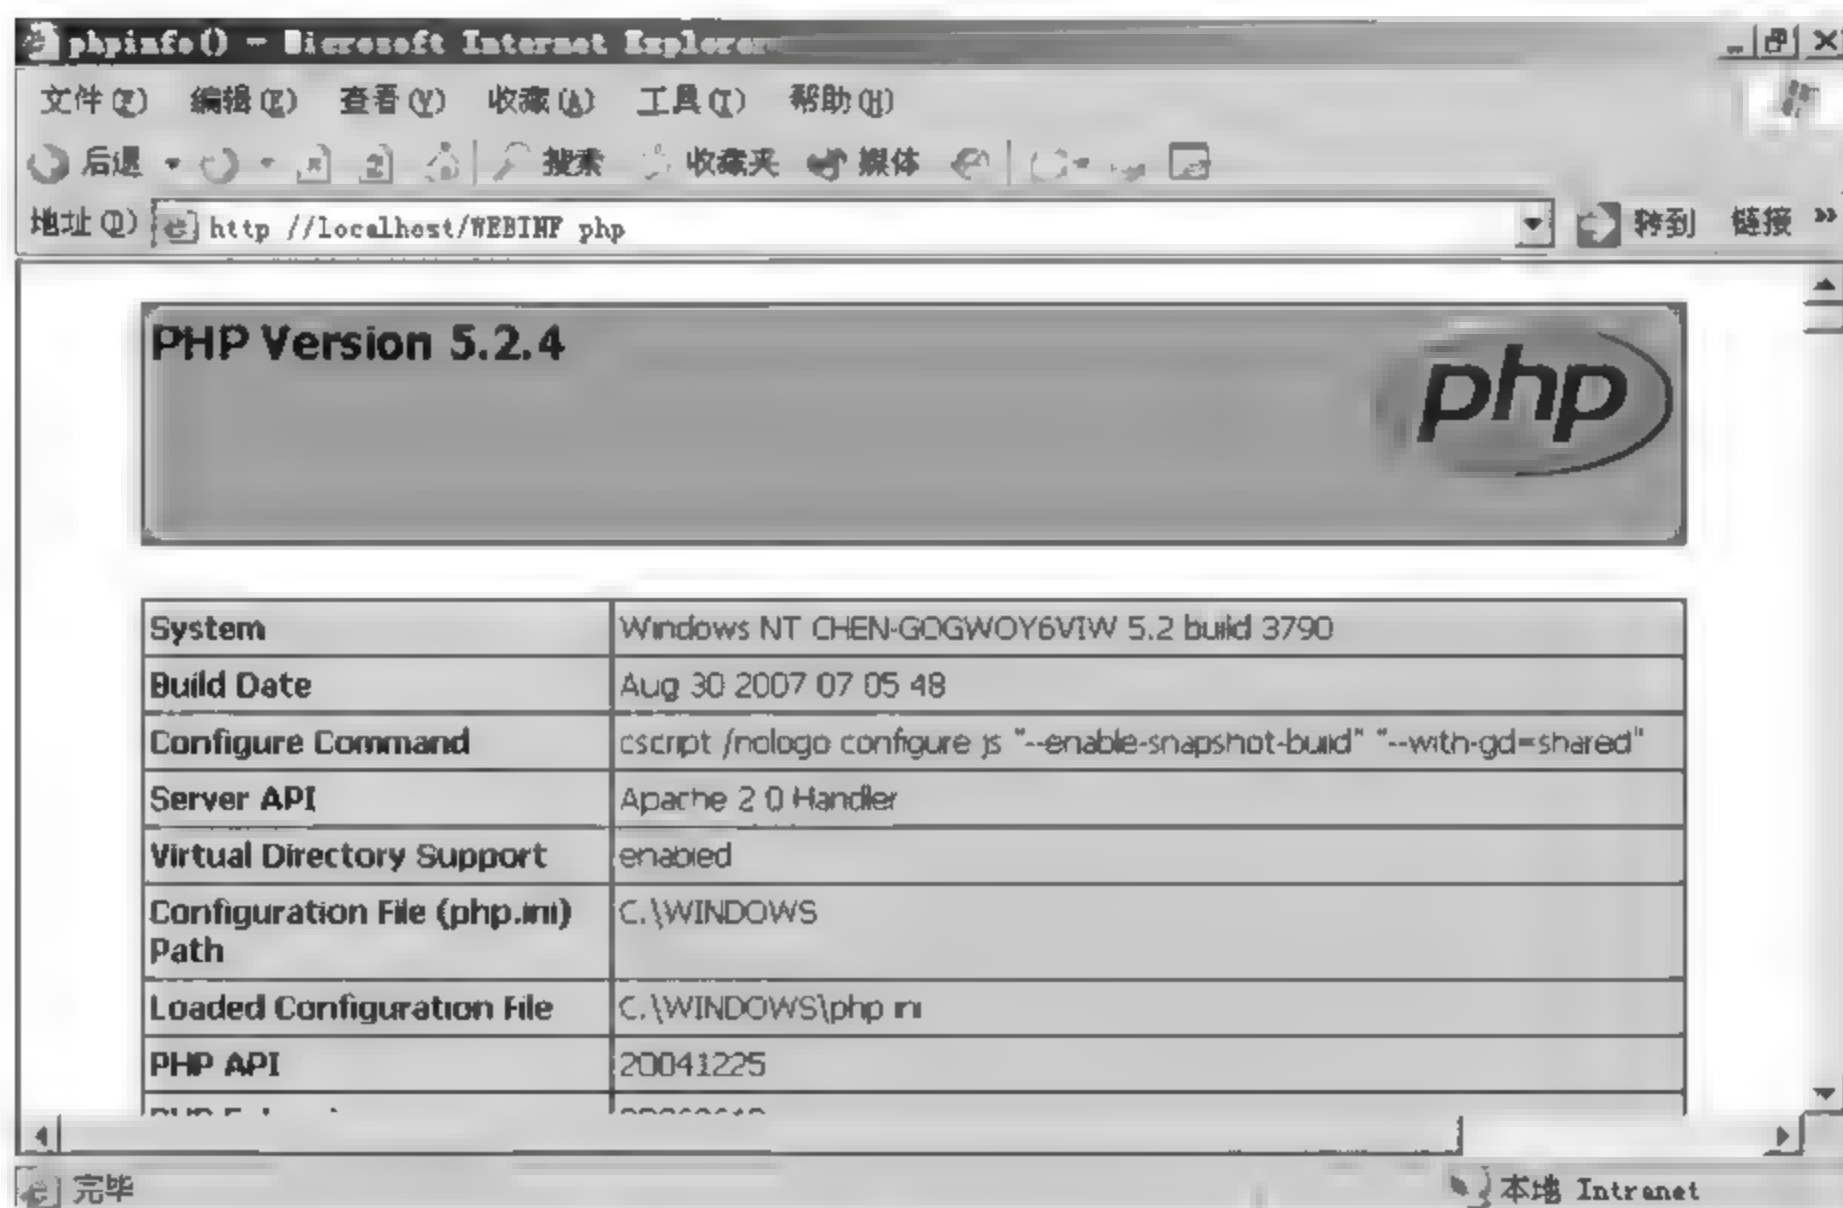 phpinfo() - Microsoft Internet Explorer
文件(F) 编辑(E) 查看(V) 收藏(A) 工具(T) 帮助(H)
后退 搜索 收藏夹 媒体
地址(D) http //localhost/WEBINF php 转到 链接 »
PHP Version 5.2.4
php
System Windows NT CHEN-GOGWOY6VIW 5.2 build 3790
Build Date Aug 30 2007 07 05 48
Configure Command cscript /nologo configure js "--enable-snapshot-build" "--with-gd=shared"
Server API Apache 2 0 Handler
Virtual Directory Support enabled
Configuration File (php.ini) C.\WINDOWS
Path
Loaded Configuration File C.\WINDOWS\php ini
PHP API 20041225
完毕 本地 Intranet